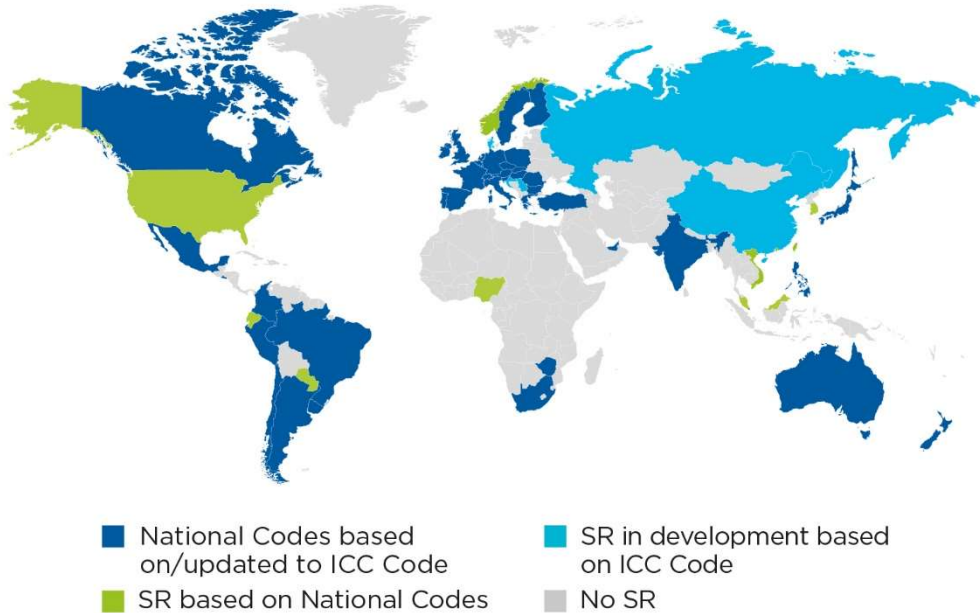 National Codes based
on/updated to ICC Code
SR based on National Codes
SR in development based
on ICC Code
No SR